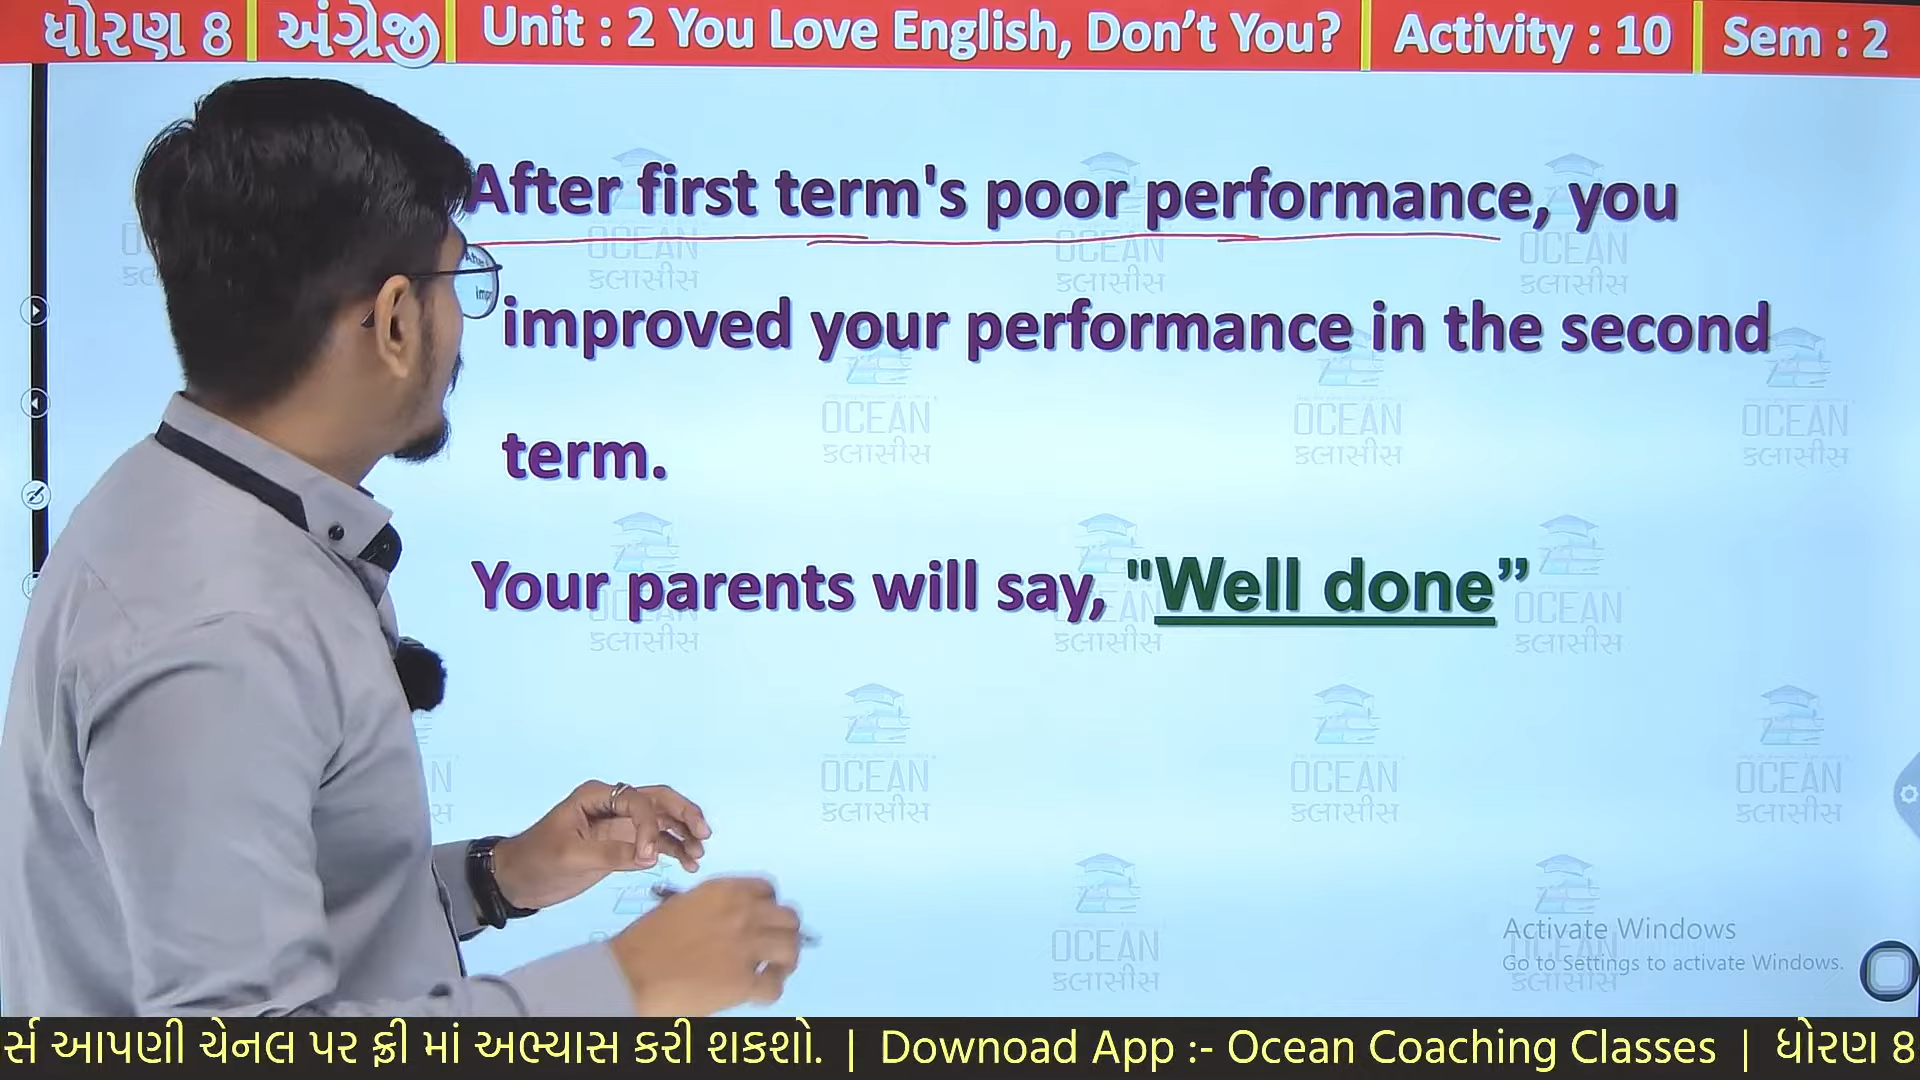 ધોરણ 8 અંગ્રેજી Unit : 2 You Love English, Don’t You? Activity : 10 Sem : 2
After first term's poor performance, you
improved your performance in the second
term.
Your parents will say, "Well done”
OCEAN
ક્લાસીસ
Activate Windows
Go to Settings to activate Windows.
ર્સ આપણી ચેનલ પર ફ્રી માં અભ્યાસ કરી શકશો. | Downoad App :- Ocean Coaching Classes | ધોરણ 8